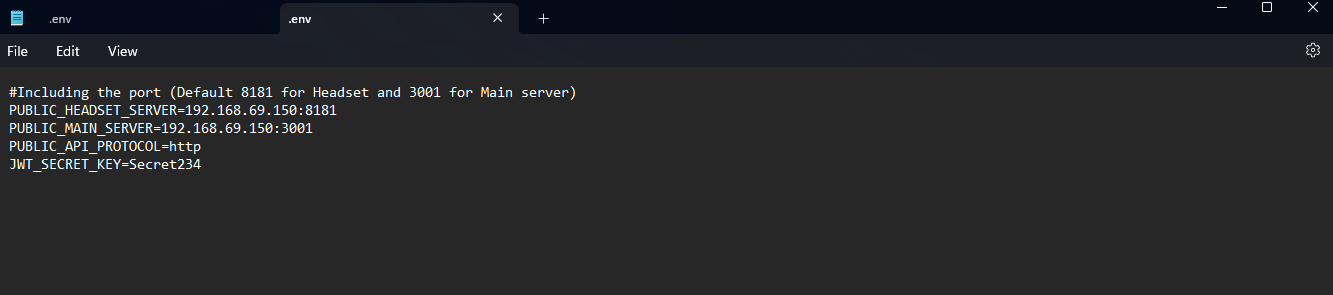 .env
.env
File Edit View
#Including the port (Default 8181 for Headset and 3001 for Main server)
PUBLIC_HEADSET_SERVER=192.168.69.150:8181
PUBLIC_MAIN_SERVER=192.168.69.150:3001
PUBLIC_API_PROTOCOL=http
JWT_SECRET_KEY=Secret234